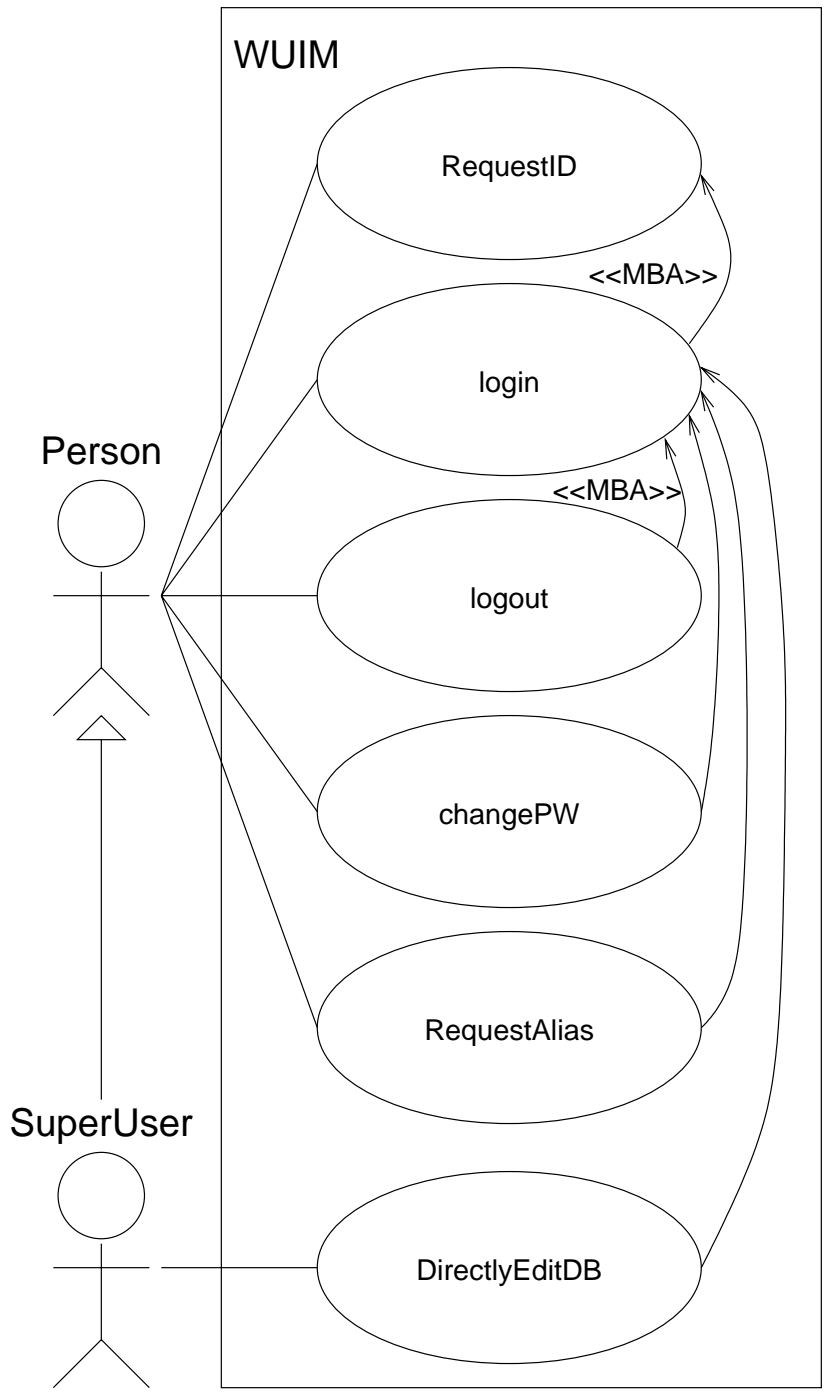 WUIM
RequestID
<<MBA>>
login
Person
<<MBA>>
logout
changePW
RequestAlias
SuperUser
DirectlyEditDB